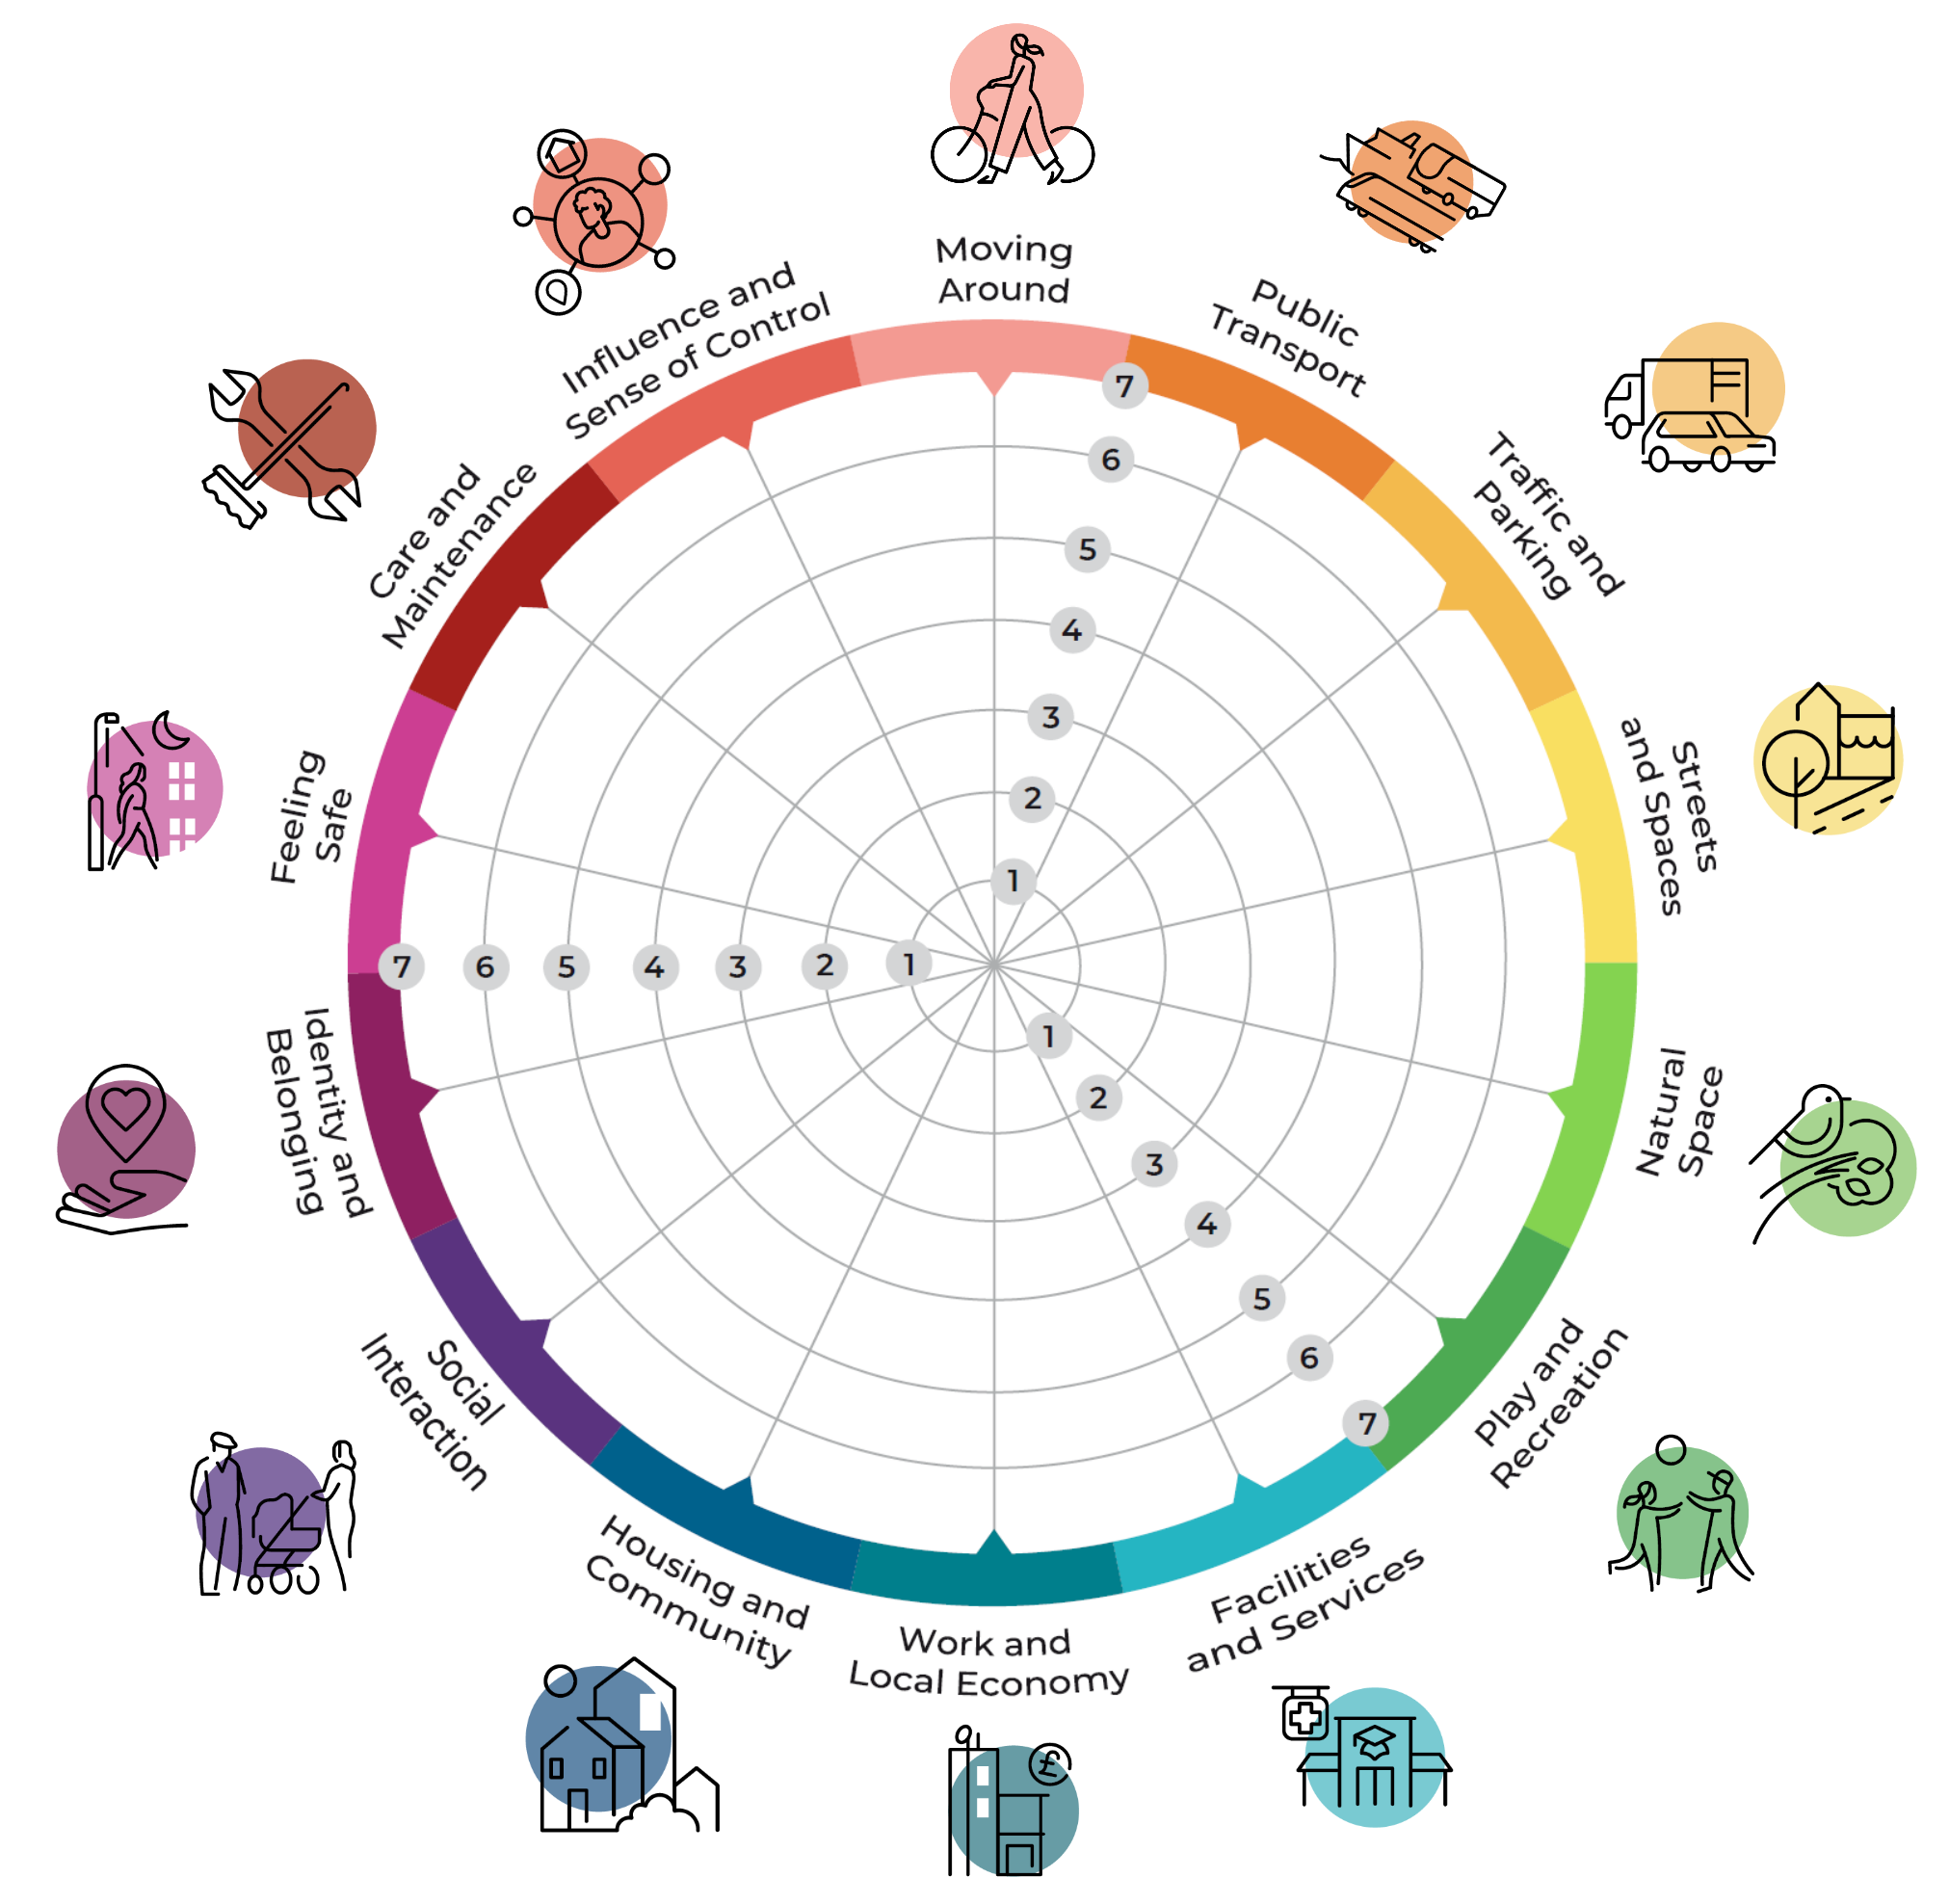 Moving
Around
Public
Transport
Traffic and
Parking
Streets
and Spaces
Natural
Space
Play and
Recreation
Facilities
and Services
Work and
Local Economy
Housing and
Community
Social
Interaction
Identity and
Belonging
Feeling
Safe
Care and
Maintenance
Influence and
Sense of Control
7
6
5
4
3
2
1
7 6 5 4 3 2 1
1
2
3
4
5
6
7
£